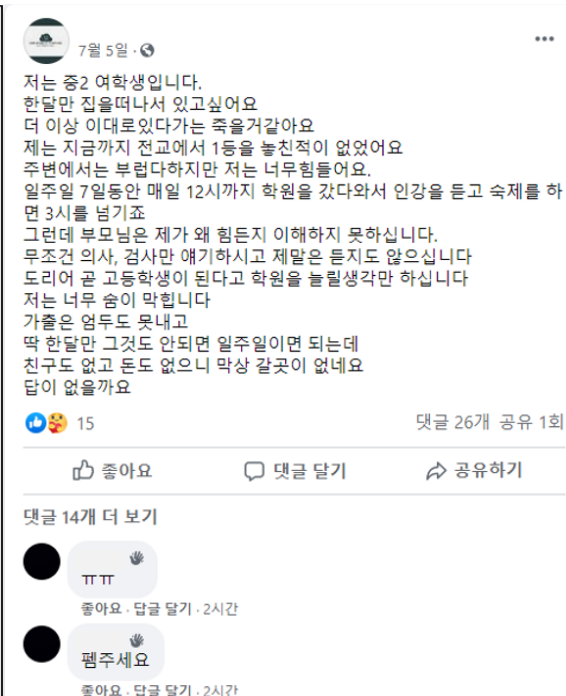 7월 5일 ·
저는 중2 여학생입니다.
한달만 집을떠나서 있고싶어요
더 이상 이대로있다가는 죽을거같아요
제는 지금까지 전교에서 1등을 놓친적이 없었어요
주변에서는 부럽다하지만 저는 너무힘들어요.
일주일 7일동안 매일 12시까지 학원을 갔다와서 인강을 듣고 숙제를 하
면 3시를 넘기죠
그런데 부모님은 제가 왜 힘든지 이해하지 못하십니다.
무조건 의사, 검사만 얘기하시고 제말은 듣지도 않으십니다
도리어 곧 고등학생이 된다고 학원을 늘릴생각만 하십니다
저는 너무 숨이 막힙니다
가출은 엄두도 못내고
딱 한달만 그것도 안되면 일주일이면 되는데
친구도 없고 돈도 없으니 막상 갈곳이 없네요
답이 없을까요
15 댓글 26개 공유 1회
좋아요 댓글 달기 공유하기
댓글 14개 더 보기
ㅠㅠ
좋아요 · 답글 달기 · 2시간
펨주세요
좋아요 · 답글 달기 · 2시간